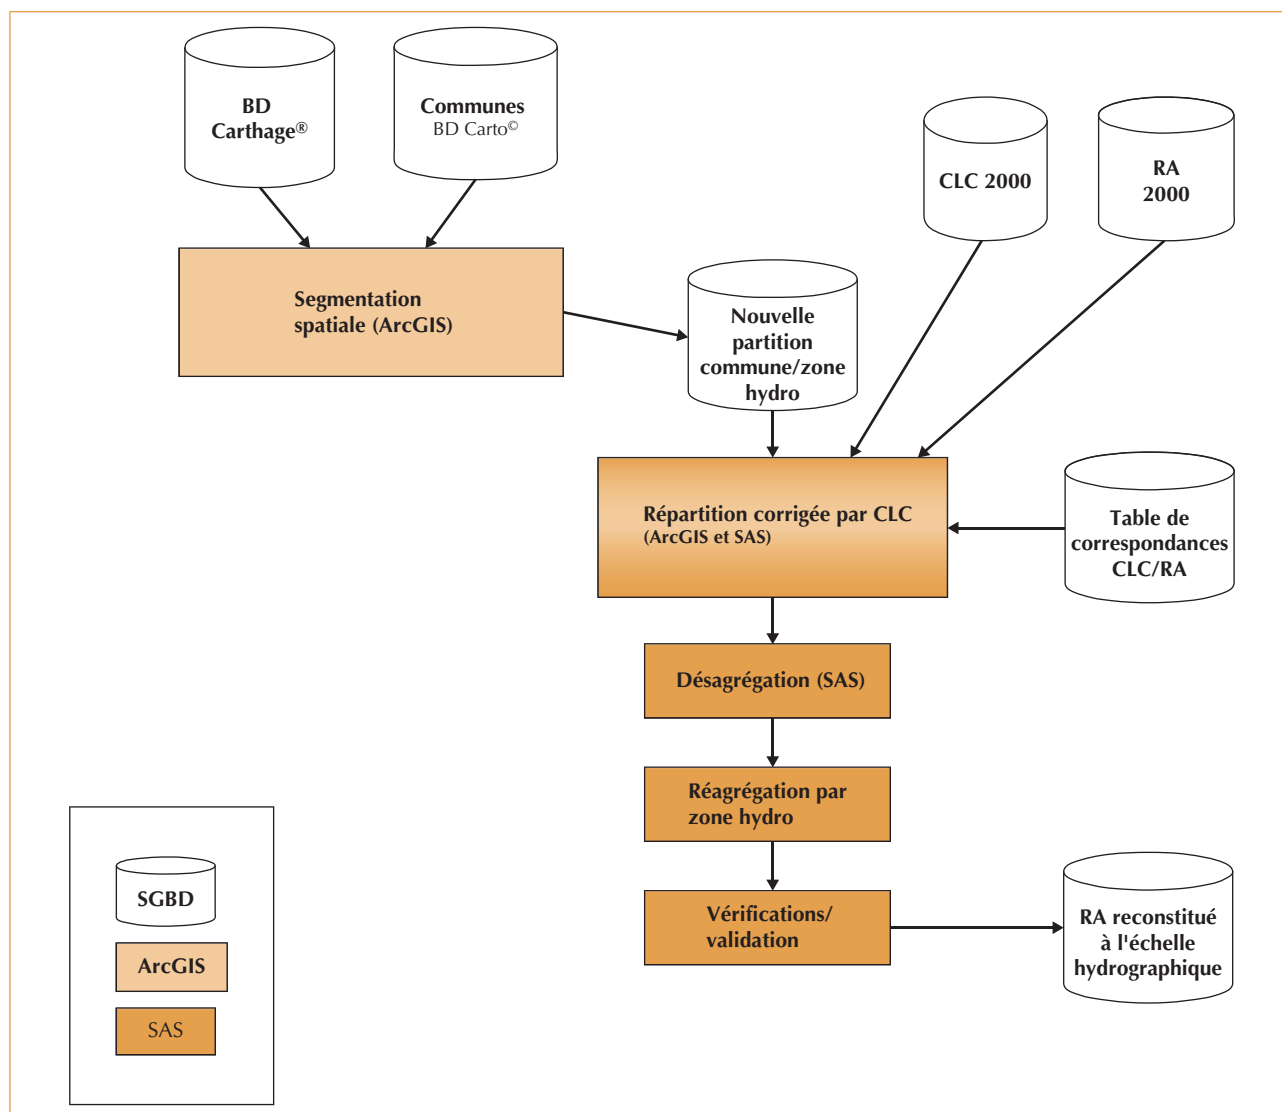 BD
Carthage®
Communes
BD Carto©
CLC 2000
RA
2000
Segmentation
spatiale (ArcGIS)
Nouvelle
partition
commune/zone
hydro
Répartition corrigée par CLC
(ArcGIS et SAS)
Table de
correspondances
CLC/RA
Désagrégation (SAS)
Réagrégation par
zone hydro
Vérifications/
validation
RA reconstitué
à l'échelle
hydrographique
SGBD
ArcGIS
SAS